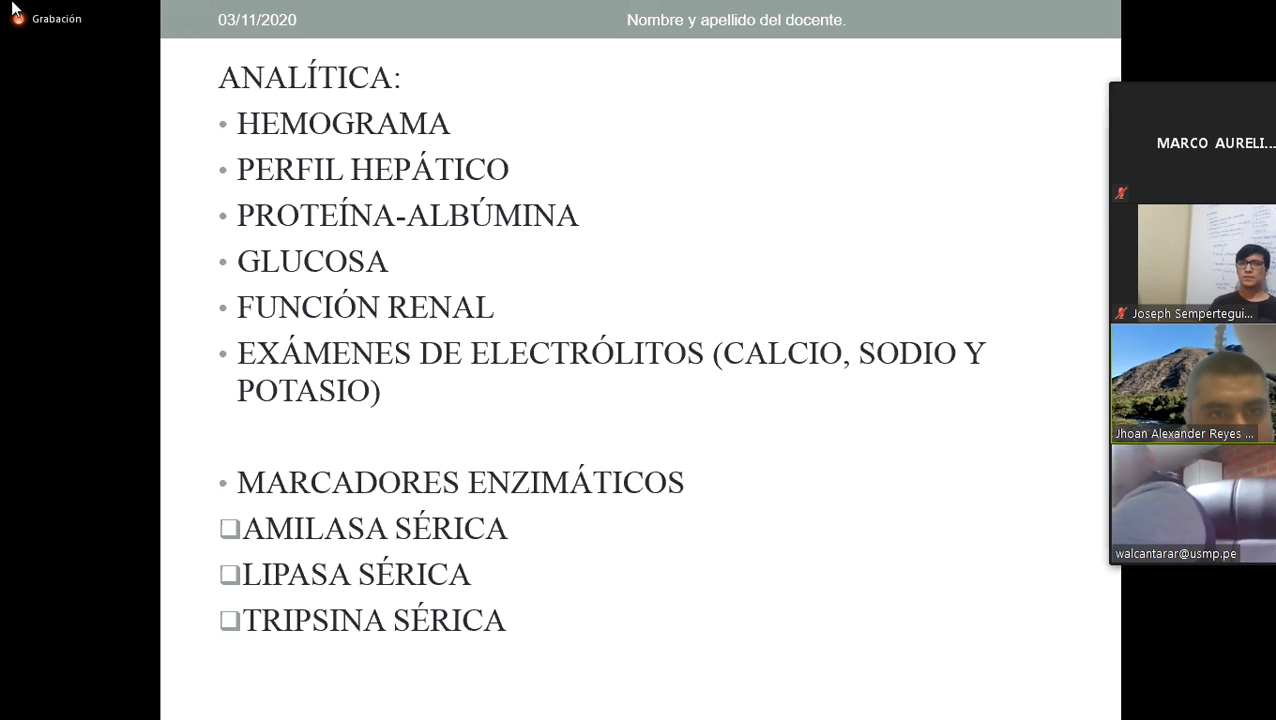 Grabación
03/11/2020 Nombre y apellido del docente.
ANALÍTICA:
• HEMOGRAMA
• PERFIL HEPÁTICO
• PROTEÍNA-ALBÚMINA
• GLUCOSA
• FUNCIÓN RENAL
• EXÁMENES DE ELECTRÓLITOS (CALCIO, SODIO Y
POTASIO)
• MARCADORES ENZIMÁTICOS
❑AMILASA SÉRICA
❑LIPASA SÉRICA
❑TRIPSINA SÉRICA
MARCO AURELI...
Joseph Sempertegui...
Jhoan Alexander Reyes ...
walcantarar@usmp.pe